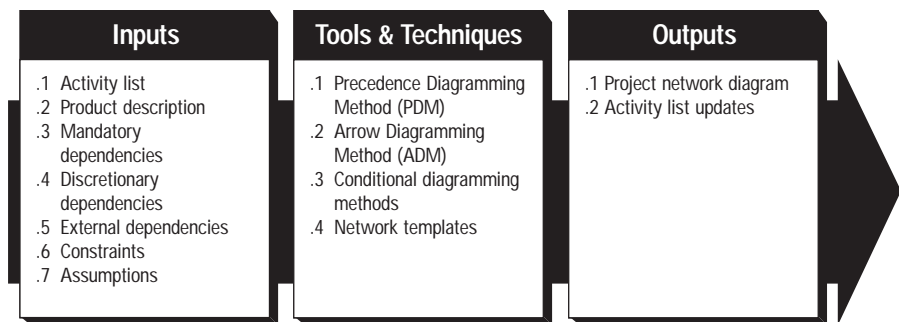 Inputs
.1 Activity list
.2 Product description
.3 Mandatory
dependencies
.4 Discretionary
dependencies
.5 External dependencies
.6 Constraints
.7 Assumptions
Tools & Techniques
.1 Precedence Diagramming
Method (PDM)
.2 Arrow Diagramming
Method (ADM)
.3 Conditional diagramming
methods
.4 Network templates
Outputs
.1 Project network diagram
.2 Activity list updates